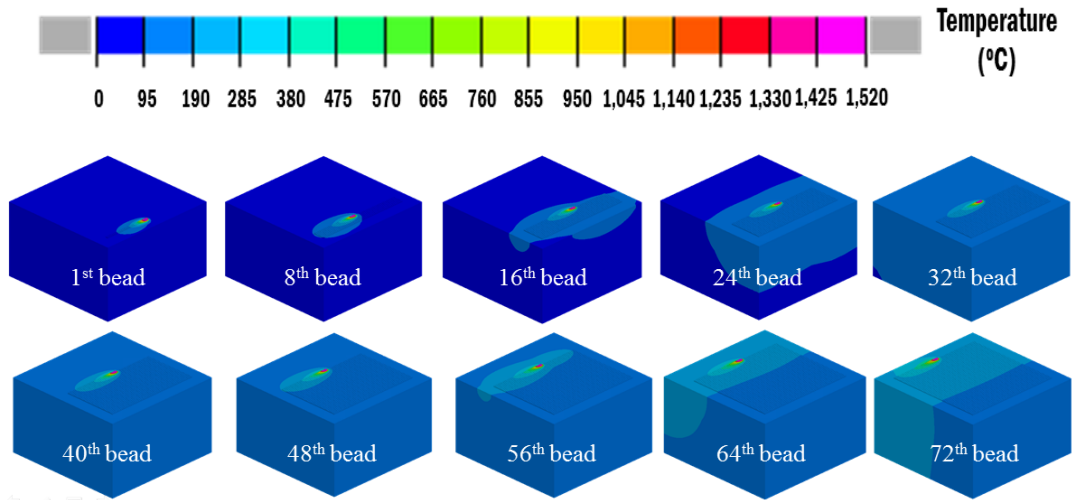 Temperature
(ºC)
0 95 190 285 380 475 570 665 760 855 950 1,045 1,140 1,235 1,330 1,425 1,520
1st bead 8th bead 16th bead 24th bead 32th bead
40th bead 48th bead 56th bead 64th bead 72th bead